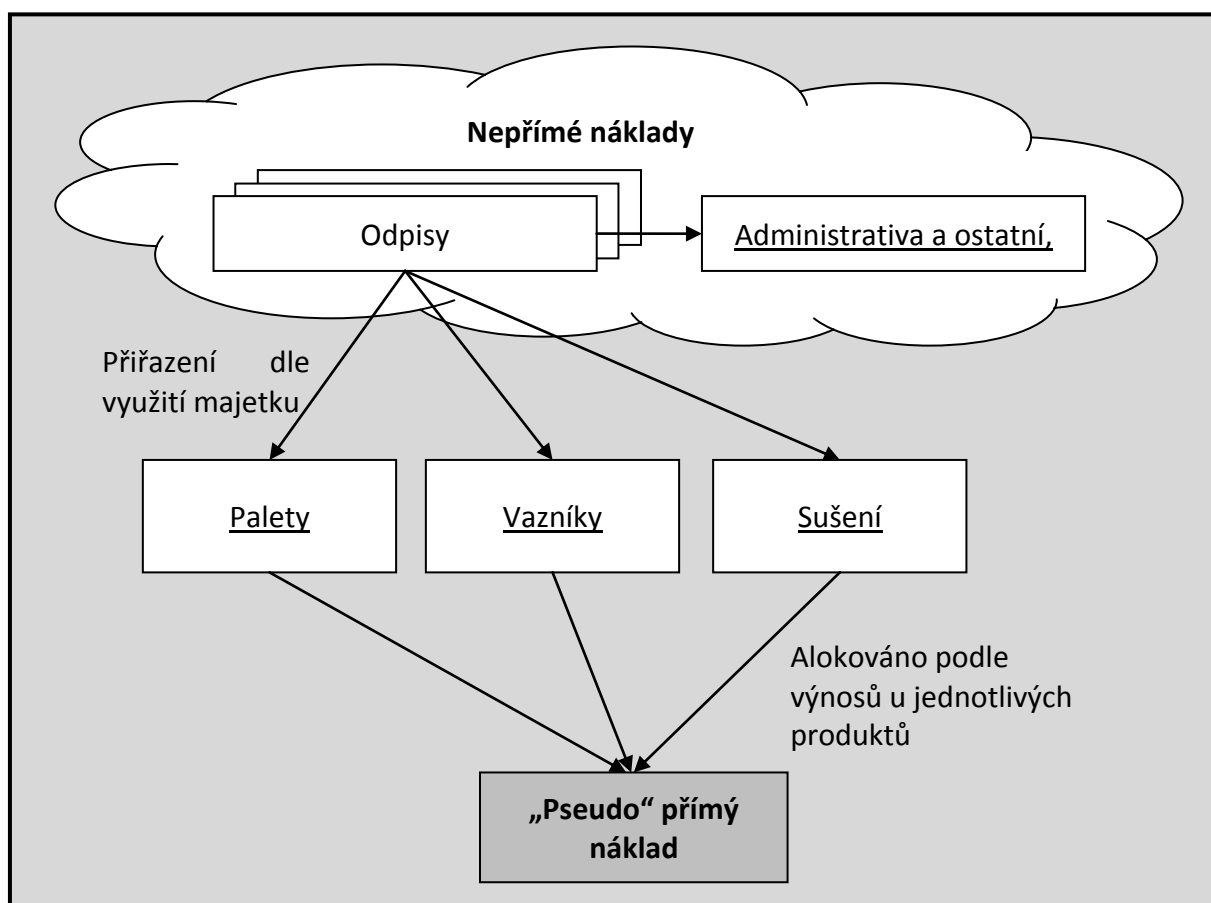 Nepřímé náklady
Odpisy
Administrativa a ostatní,
Přiřazení dle
využití majetku
Palety
Vazníky
Sušení
Alokováno podle
výnosů u jednotlivých
produktů
„Pseudo“ přímý
náklad